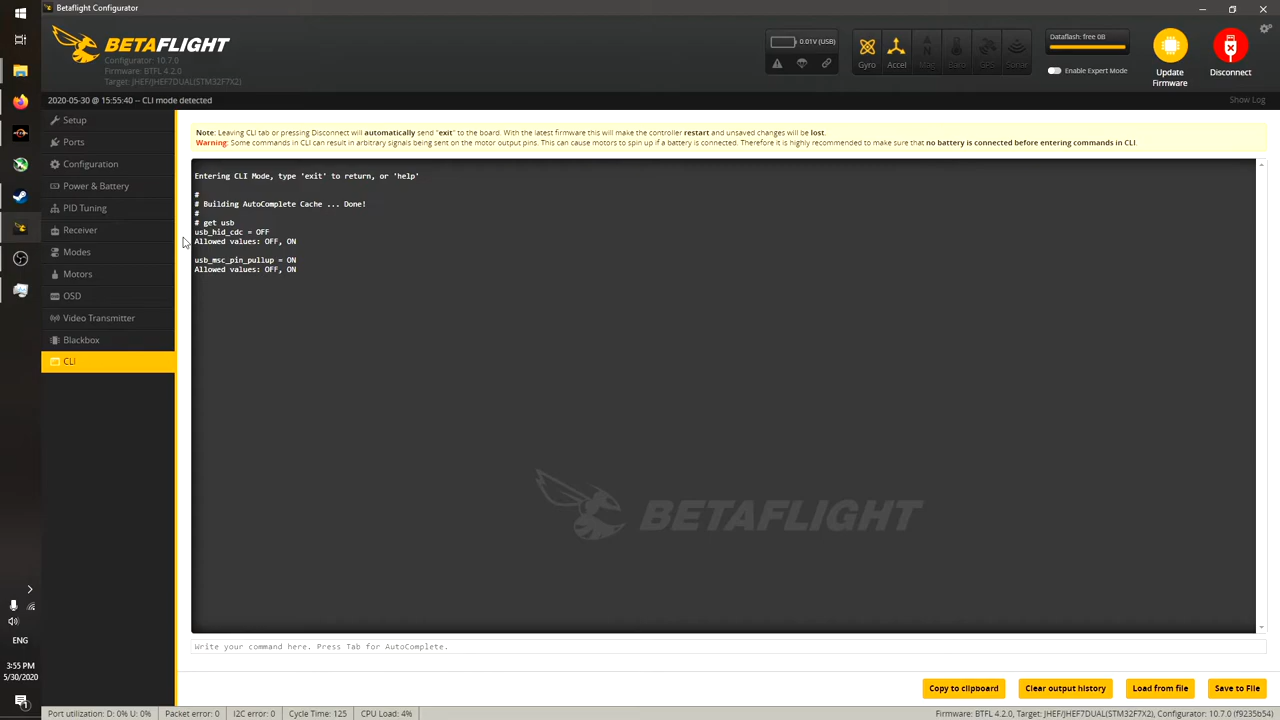 Betaflight Configurator
BETAFLIGHT
Configurator: 10.7.0
Firmware: BTFL 4.2.0
Target: JHEF/JHEF7DUAL(STM32F7X2)
0.01V (USB)
Gyro
Accel
Mag
Baro
GPS
Sonar
Dataflash: free 0B
Enable Expert Mode
Update
Firmware
Disconnect
2020-05-30 @ 15:55:40 -- CLI mode detected
Show Log
Setup
Ports
Configuration
Power & Battery
PID Tuning
Receiver
Modes
Motors
OSD
Video Transmitter
Blackbox
CLI
Note: Leaving CLI tab or pressing Disconnect will automatically send "exit" to the board. With the latest firmware this will make the controller restart and unsaved changes will be lost.
Warning: Some commands in CLI can result in arbitrary signals being sent on the motor output pins. This can cause motors to spin up if a battery is connected. Therefore it is highly recommended to make sure that no battery is connected before entering commands in CLI.
Entering CLI Mode, type 'exit' to return, or 'help'
#
# Building AutoComplete Cache ... Done!
#
# get usb
usb_hid_cdc = OFF
Allowed values: OFF, ON
usb_msc_pin_pullup = ON
Allowed values: OFF, ON
BETAFLIGHT
Write your command here. Press Tab for AutoComplete.
Copy to clipboard
Clear output history
Load from file
Save to File
ENG
3:55 PM
5/30/2020
Port utilization: D: 0% U: 0%
Packet error: 0
I2C error: 0
Cycle Time: 125
CPU Load: 4%
Firmware: BTFL 4.2.0, Target: JHEF/JHEF7DUAL(STM32F7X2), Configurator: 10.7.0 (f9235b54)